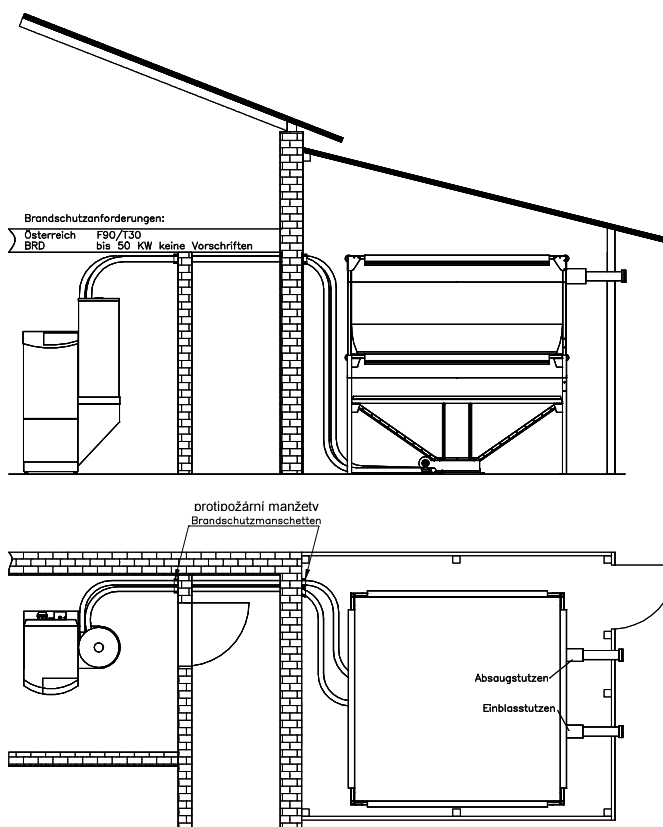 Brandschutzanforderungen:
Österreich F90/T30
BRD bis 50 KW keine Vorschriften
protipožární manžety
Brandschutzmanschetten
Absaugstutzen
Einblasstutzen